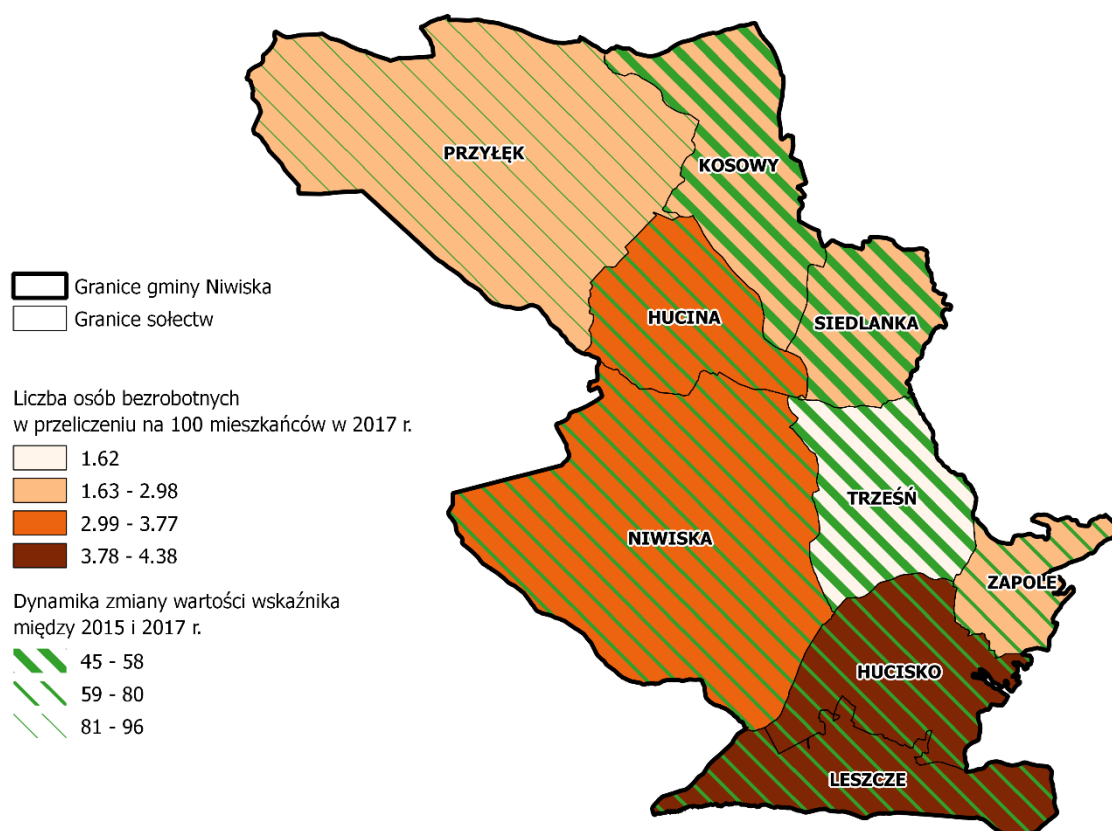 PRZYŁĘK
KOSOWY
HUCINA
SIEDLANKA
TRZEŚŃ
NIWISKA
ZAPOLE
HUCISKO
LESZCZE
Granice gminy Niwiska
Granice sołectw
Liczba osób bezrobotnych
w przeliczeniu na 100 mieszkańców w 2017 r.
1.62
1.63 - 2.98
2.99 - 3.77
3.78 - 4.38
Dynamika zmiany wartości wskaźnika
między 2015 i 2017 r.
45 - 58
59 - 80
81 - 96